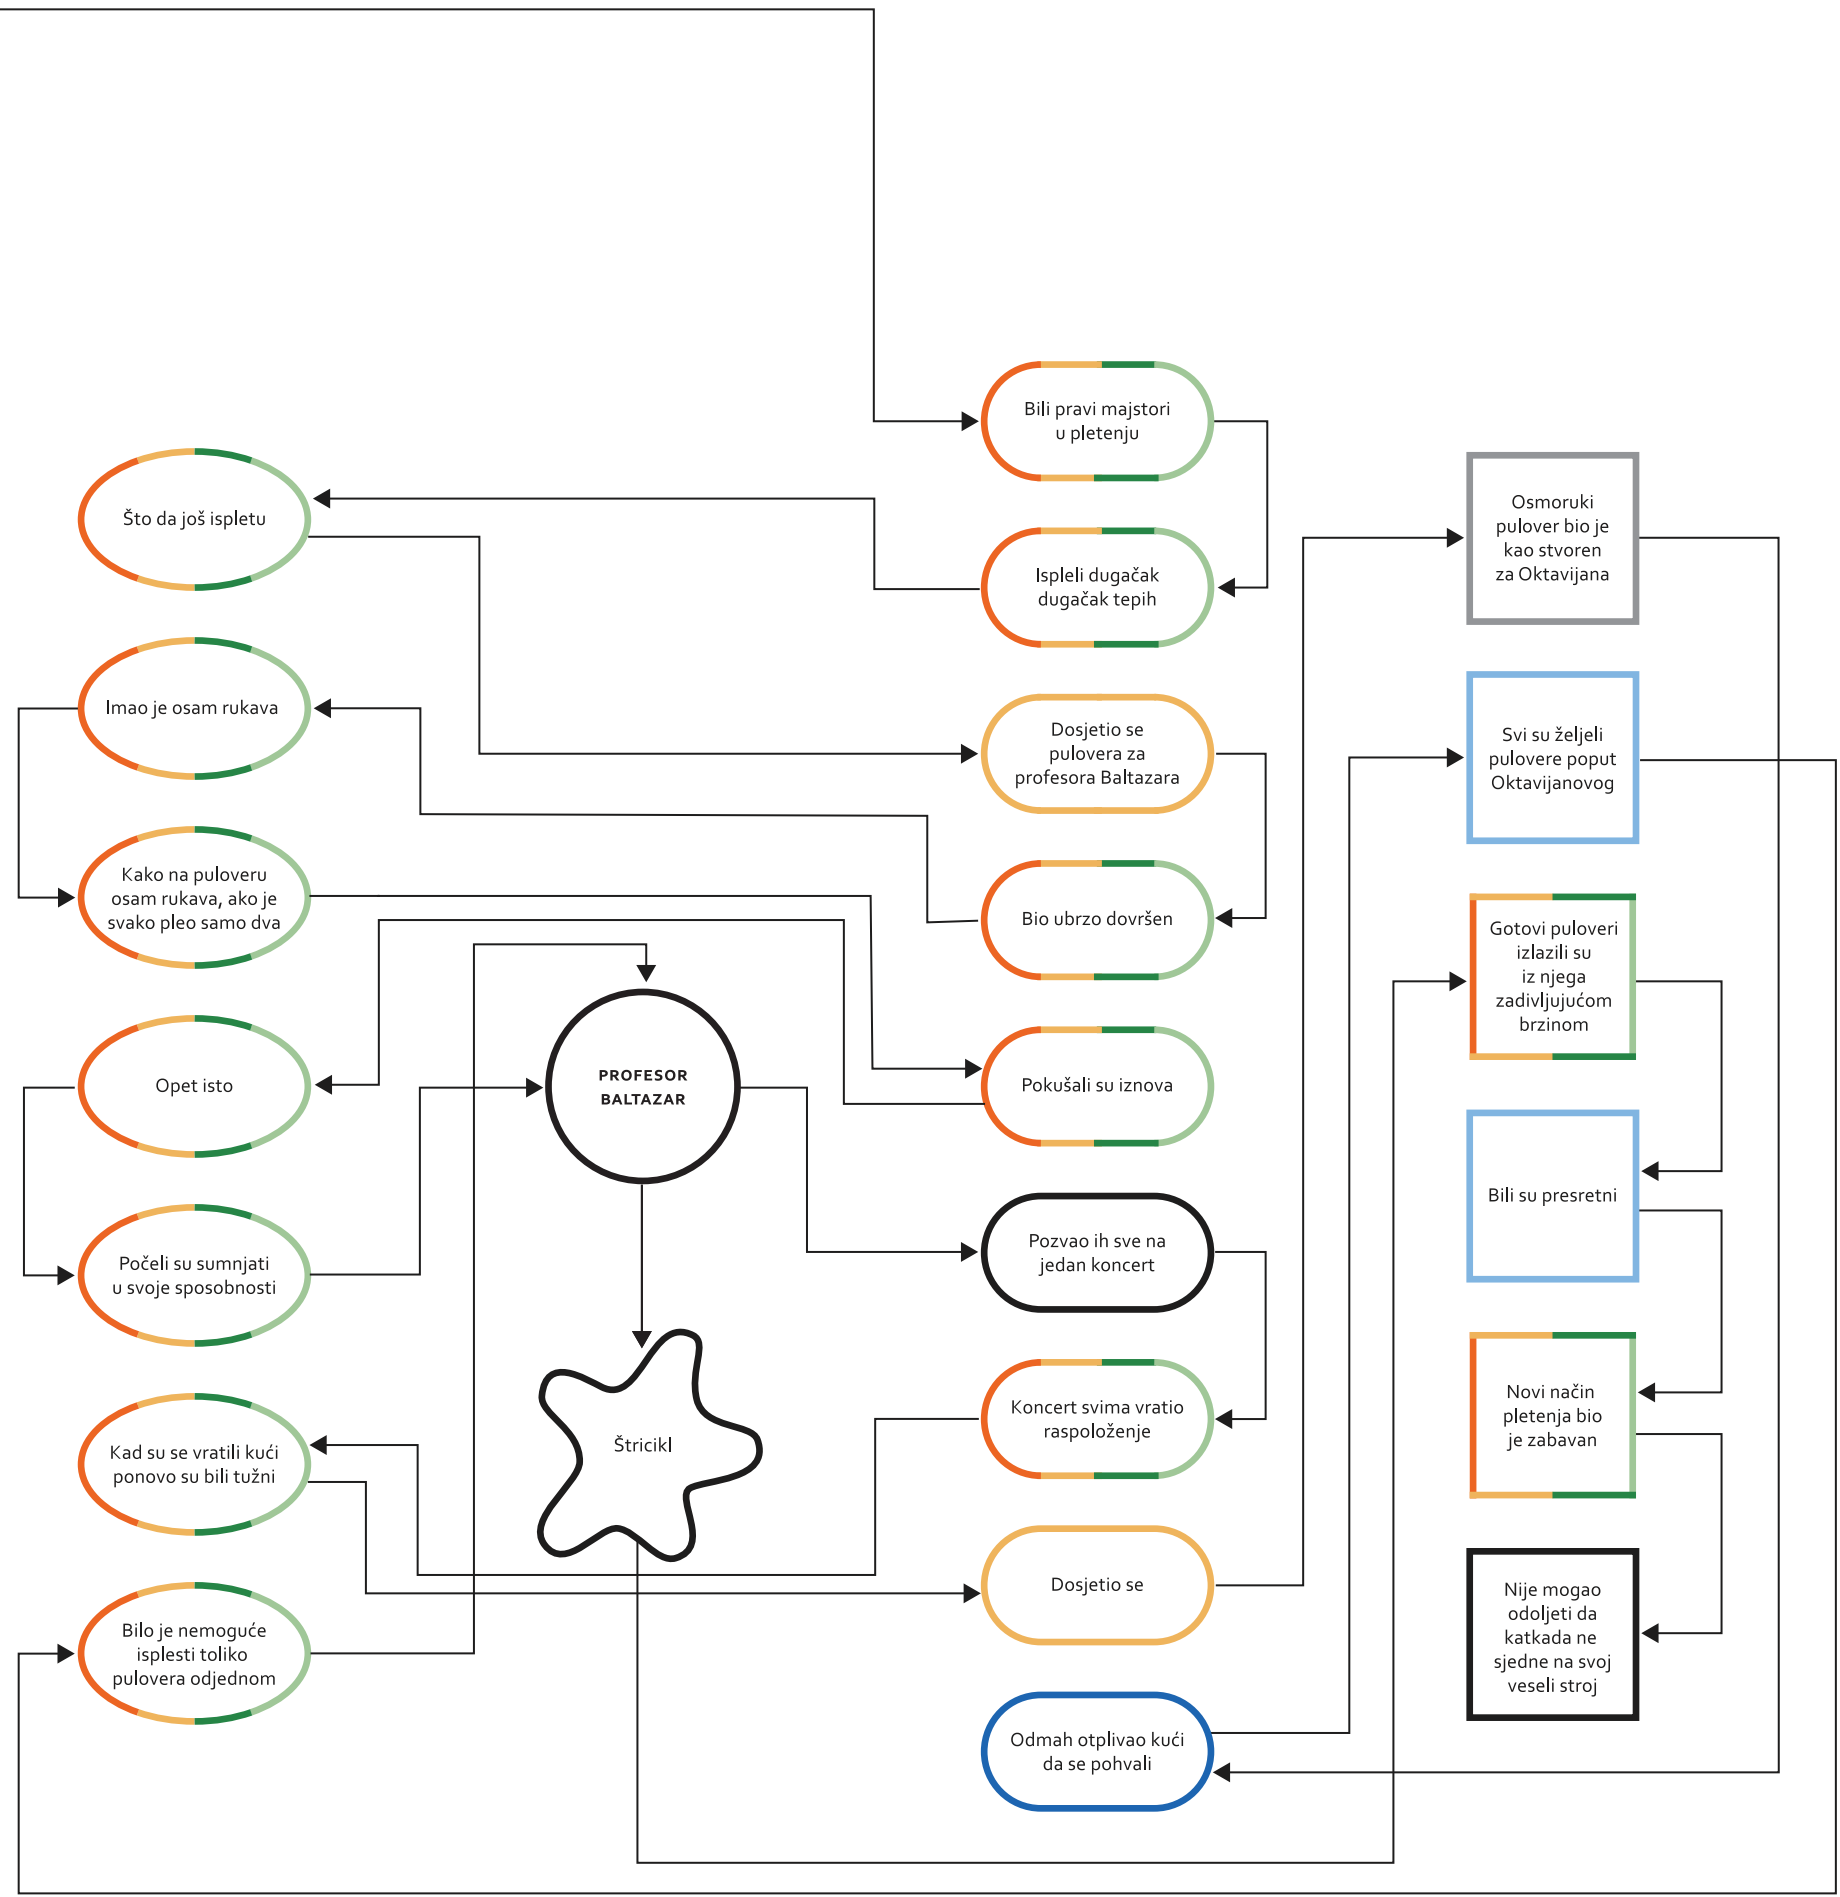 Što da još ispletu
Imao je osam rukava
Kako na puloveru
osam rukava, ako je
svako pleo samo dva
Opet isto
Počeli su sumnjati
u svoje sposobnosti
Kad su se vratili kući
ponovo su bili tužni
Bilo je nemoguće
isplesti toliko
pulovera odjednom
PROFESOR
BALTAZAR
Štricikl
Bili pravi majstori
u pletenju
Ispleli dugačak
dugačak tepih
Dosjetio se
pulovera za
profesora Baltazara
Bio ubrzo dovršen
Pokušali su iznova
Pozvao ih sve na
jedan koncert
Koncert svima vratio
raspoloženje
Dosjetio se
Odmah otplivao kući
da se pohvali
Osmoruki
pulover bio je
kao stvoren
za Oktavijana
Svi su željeli
pulovere poput
Oktavijanovog
Gotovi puloveri
izlazili su
iz njega
zadivljujućom
brzinom
Bili su presretni
Novi način
pletenja bio
je zabavan
Nije mogao
odoljeti da
katkada ne
sjedne na svoj
veseli stroj